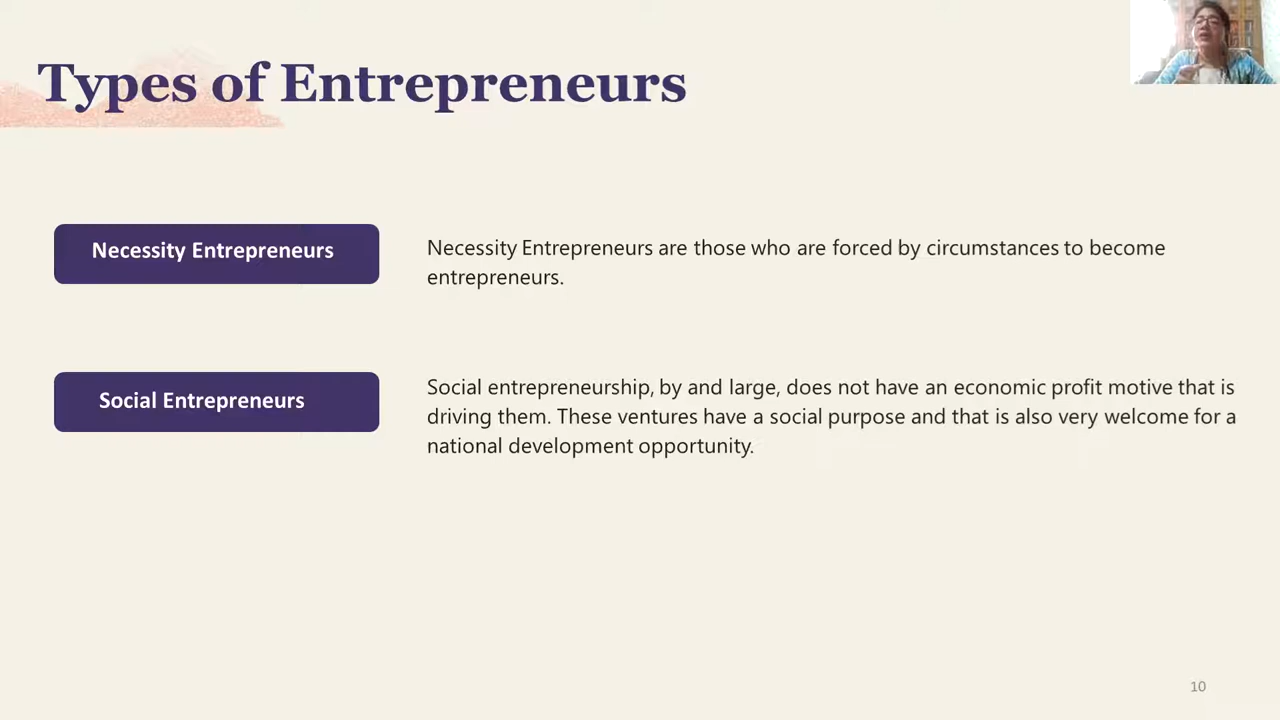 Types of Entrepreneurs
Necessity Entrepreneurs
Necessity Entrepreneurs are those who are forced by circumstances to become
entrepreneurs.
Social Entrepreneurs
Social entrepreneurship, by and large, does not have an economic profit motive that is
driving them. These ventures have a social purpose and that is also very welcome for a
national development opportunity.
10